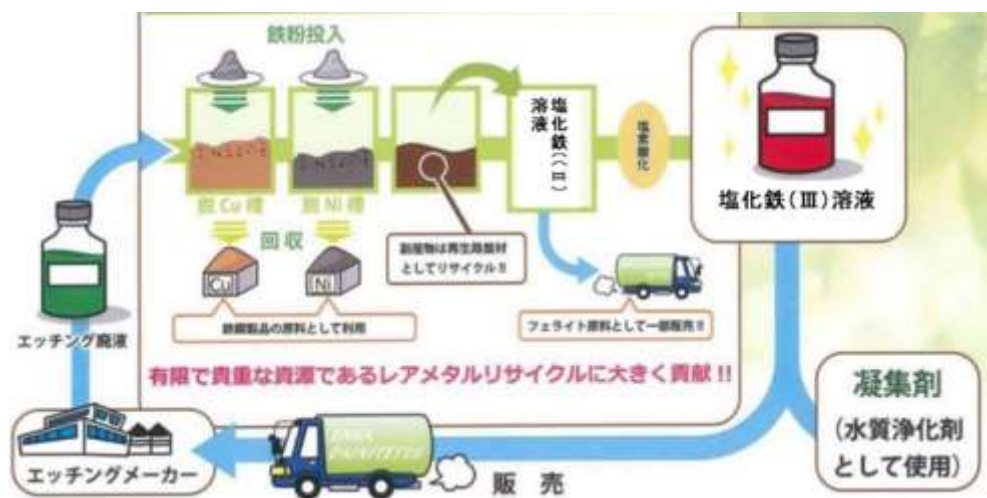 鉄粉投入
脱Cu槽
脱Ni槽
回収
Cu
Ni
鉄鋼製品の原料として利用
副産物は再生路盤材
としてリサイクル!!
塩化鉄(II)
溶液
塩素酸化
塩化鉄(III)溶液
フェライト原料として一部販売!!
エッチング廃液
有限で貴重な資源であるレアメタルリサイクルに大きく貢献!!
エッチングメーカー
販 売
凝集剤
(水質浄化剤
として使用)